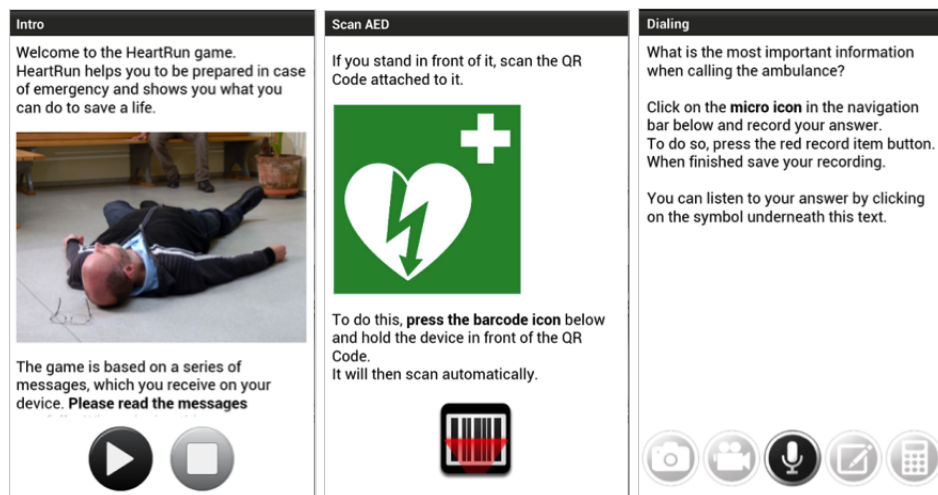 Intro
Welcome to the HeartRun game.
HeartRun helps you to be prepared in case
of emergency and shows you what you
can do to save a life.
The game is based on a series of
messages, which you receive on your
device. Please read the messages
Scan AED
If you stand in front of it, scan the QR
Code attached to it.
To do this, press the barcode icon below
and hold the device in front of the QR
Code.
It will then scan automatically.
Dialing
What is the most important information
when calling the ambulance?
Click on the micro icon in the navigation
bar below and record your answer.
To do so, press the red record item button.
When finished save your recording.
You can listen to your answer by clicking
on the symbol underneath this text.